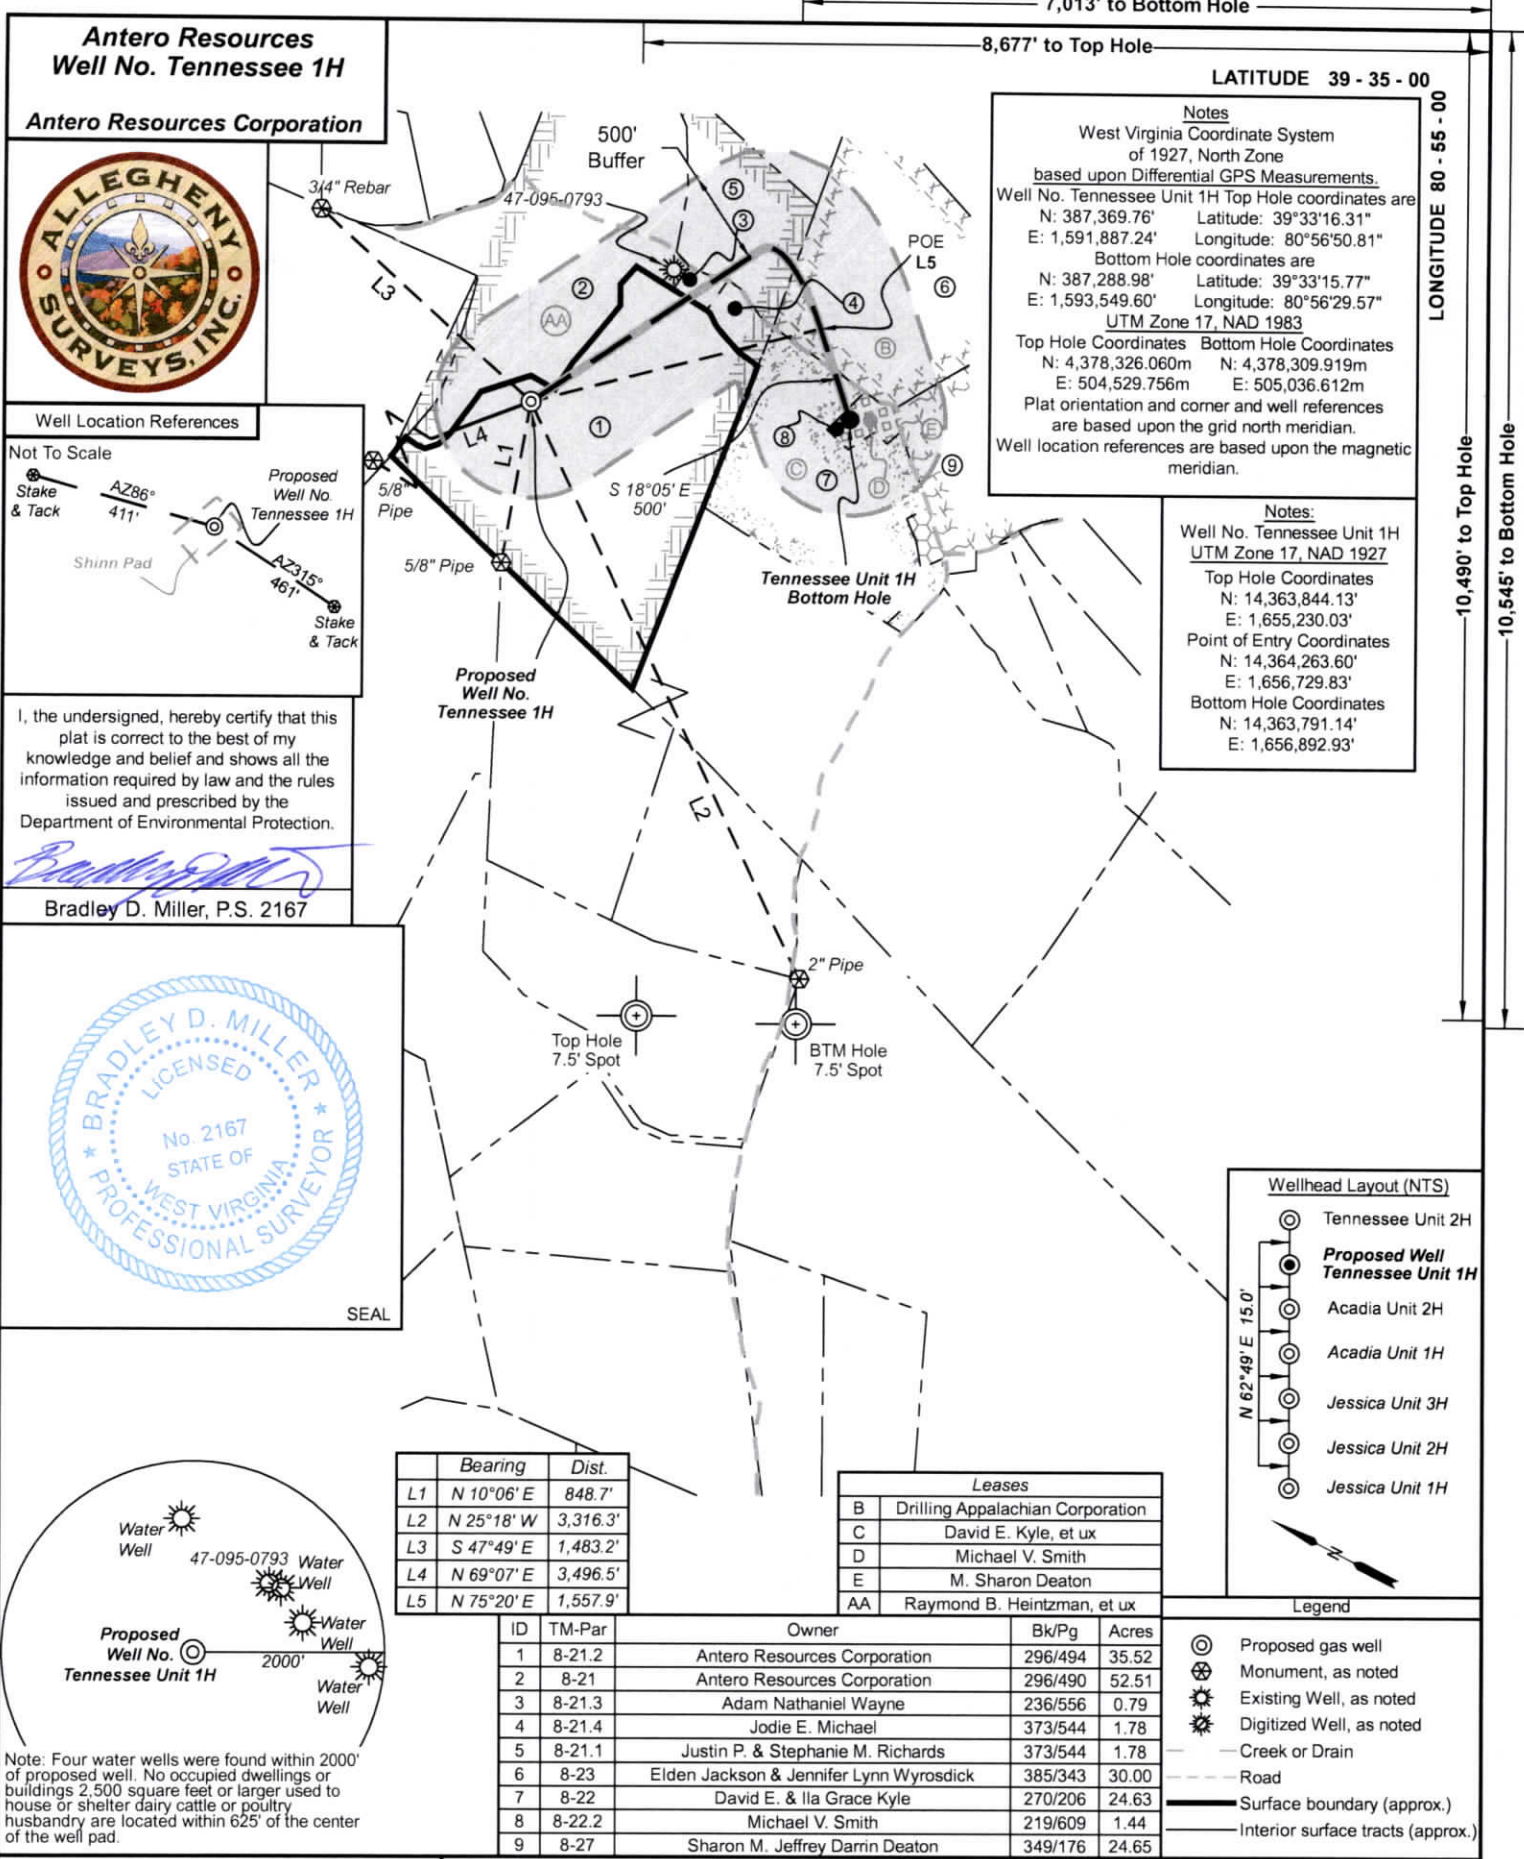 7,013' to Bottom Hole
8,677' to Top Hole
Antero Resources
Well No. Tennessee 1H
Antero Resources Corporation
ALLEGHENY
SURVEYS, INC.
LATITUDE 39 - 35 - 00
LONGITUDE 80 - 55 - 00
10,490' to Top Hole
10,545' to Bottom Hole
Notes
West Virginia Coordinate System
of 1927, North Zone
based upon Differential GPS Measurements.
Well No. Tennessee Unit 1H Top Hole coordinates are
N: 387,369.76' Latitude: 39°33'16.31"
E: 1,591,887.24' Longitude: 80°56'50.81"
Bottom Hole coordinates are
N: 387,288.98' Latitude: 39°33'15.77"
E: 1,593,549.60' Longitude: 80°56'29.57"
UTM Zone 17, NAD 1983
Top Hole Coordinates Bottom Hole Coordinates
N: 4,378,326.060m N: 4,378,309.919m
E: 504,529.756m E: 505,036.612m
Plat orientation and corner and well references
are based upon the grid north meridian.
Well location references are based upon the magnetic
meridian.
Notes:
Well No. Tennessee Unit 1H
UTM Zone 17, NAD 1927
Top Hole Coordinates
N: 14,363,844.13'
E: 1,655,230.03'
Point of Entry Coordinates
N: 14,364,263.60'
E: 1,656,729.83'
Bottom Hole Coordinates
N: 14,363,791.14'
E: 1,656,892.93'
500'
Buffer
3/4" Rebar
47-095-0793
POE
L5
L3
L4
L1
L2
1
2
3
4
5
6
7
8
9
AA
B
C
D
E
S 18°05' E
500'
5/8"
Pipe
5/8" Pipe
Tennessee Unit 1H
Bottom Hole
Proposed
Well No.
Tennessee 1H
2" Pipe
Top Hole
7.5' Spot
BTM Hole
7.5' Spot
Well Location References
Not To Scale
Stake
& Tack
AZ86°
411'
Proposed
Well No.
Tennessee 1H
Shinn Pad
AZ315°
461'
Stake
& Tack
I, the undersigned, hereby certify that this
plat is correct to the best of my
knowledge and belief and shows all the
information required by law and the rules
issued and prescribed by the
Department of Environmental Protection.
Bradley D. Miller, P.S. 2167
BRADLEY D. MILLER
LICENSED
No. 2167
STATE OF
WEST VIRGINIA
PROFESSIONAL SURVEYOR
SEAL
Wellhead Layout (NTS)
Tennessee Unit 2H
Proposed Well
Tennessee Unit 1H
Acadia Unit 2H
Acadia Unit 1H
Jessica Unit 3H
Jessica Unit 2H
Jessica Unit 1H
N 62°49' E 15.0'
N
Water
Well
47-095-0793
Water
Well
Water
Well
Water
Well
Proposed
Well No.
Tennessee Unit 1H
2000'
Note: Four water wells were found within 2000'
of proposed well. No occupied dwellings or
buildings 2,500 square feet or larger used to
house or shelter dairy cattle or poultry
husbandry are located within 625' of the center
of the well pad.
Bearing Dist.
L1 N 10°06' E 848.7'
L2 N 25°18' W 3,316.3'
L3 S 47°49' E 1,483.2'
L4 N 69°07' E 3,496.5'
L5 N 75°20' E 1,557.9'
Leases
B Drilling Appalachian Corporation
C David E. Kyle, et ux
D Michael V. Smith
E M. Sharon Deaton
AA Raymond B. Heintzman, et ux
ID TM-Par Owner Bk/Pg Acres
1 8-21.2 Antero Resources Corporation 296/494 35.52
2 8-21 Antero Resources Corporation 296/490 52.51
3 8-21.3 Adam Nathaniel Wayne 236/556 0.79
4 8-21.4 Jodie E. Michael 373/544 1.78
5 8-21.1 Justin P. & Stephanie M. Richards 373/544 1.78
6 8-23 Elden Jackson & Jennifer Lynn Wyrosdick 385/343 30.00
7 8-22 David E. & Ila Grace Kyle 270/206 24.63
8 8-22.2 Michael V. Smith 219/609 1.44
9 8-27 Sharon M. Jeffrey Darrin Deaton 349/176 24.65
Legend
Proposed gas well
Monument, as noted
Existing Well, as noted
Digitized Well, as noted
Creek or Drain
Road
Surface boundary (approx.)
Interior surface tracts (approx.)